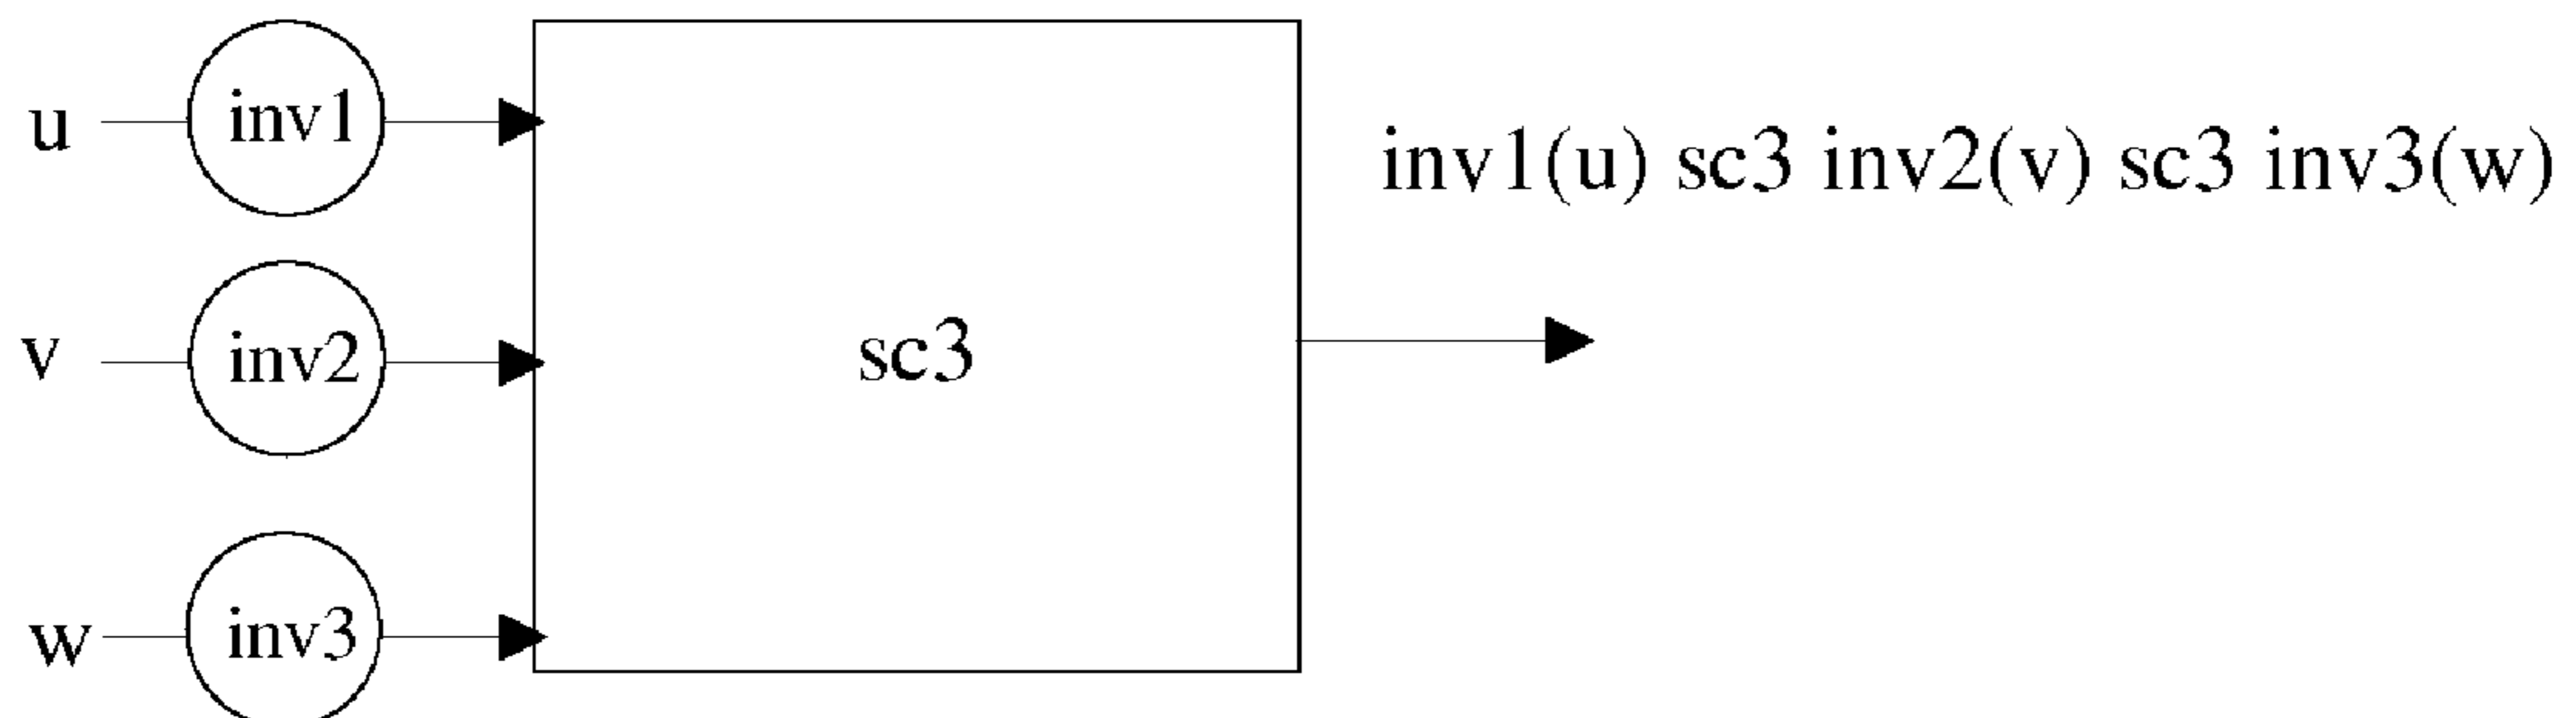 u
inv1
inv1(u) sc3 inv2(v) sc3 inv3(w)
v
inv2
sc3
w
inv3